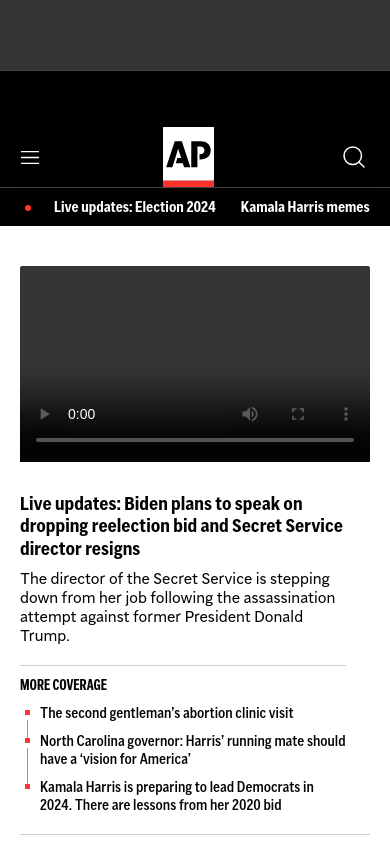 AP
Live updates: Election 2024 Kamala Harris memes
0:00
Live updates: Biden plans to speak on
dropping reelection bid and Secret Service
director resigns
The director of the Secret Service is stepping
down from her job following the assassination
attempt against former President Donald
Trump.
MORE COVERAGE
The second gentleman’s abortion clinic visit
North Carolina governor: Harris’ running mate should
have a ‘vision for America’
Kamala Harris is preparing to lead Democrats in
2024. There are lessons from her 2020 bid